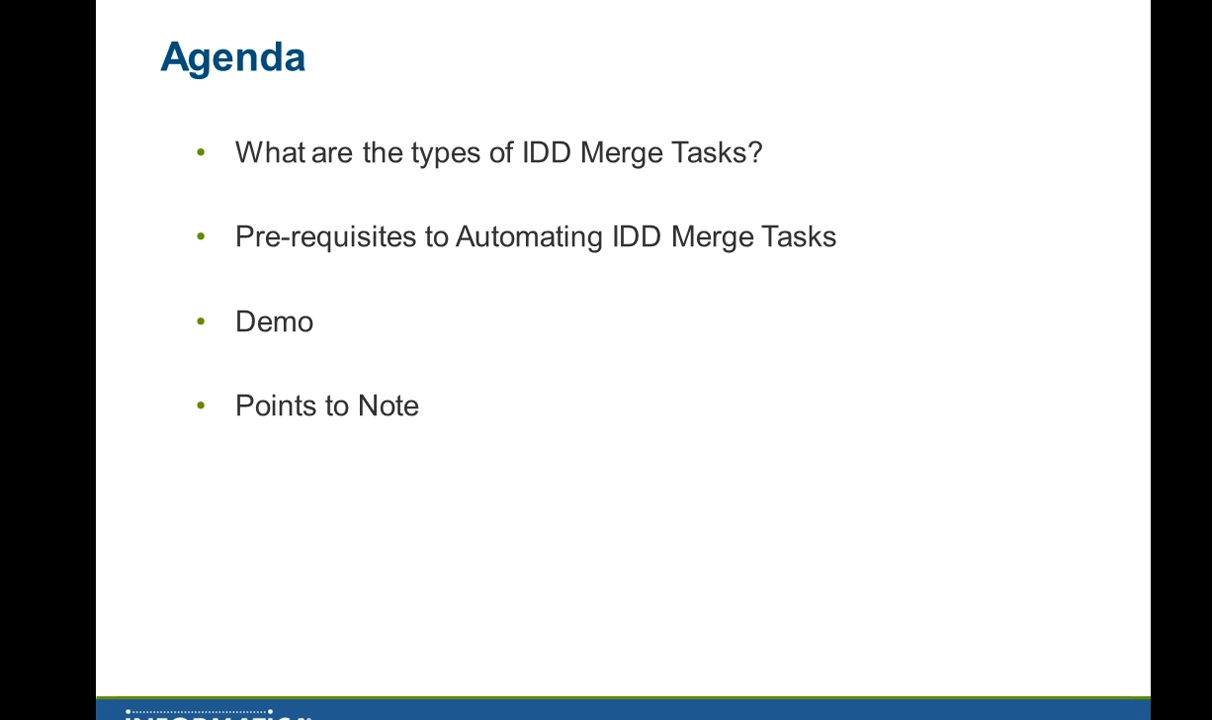 Agenda
• What are the types of IDD Merge Tasks?
• Pre-requisites to Automating IDD Merge Tasks
• Demo
• Points to Note
INFORMATICA